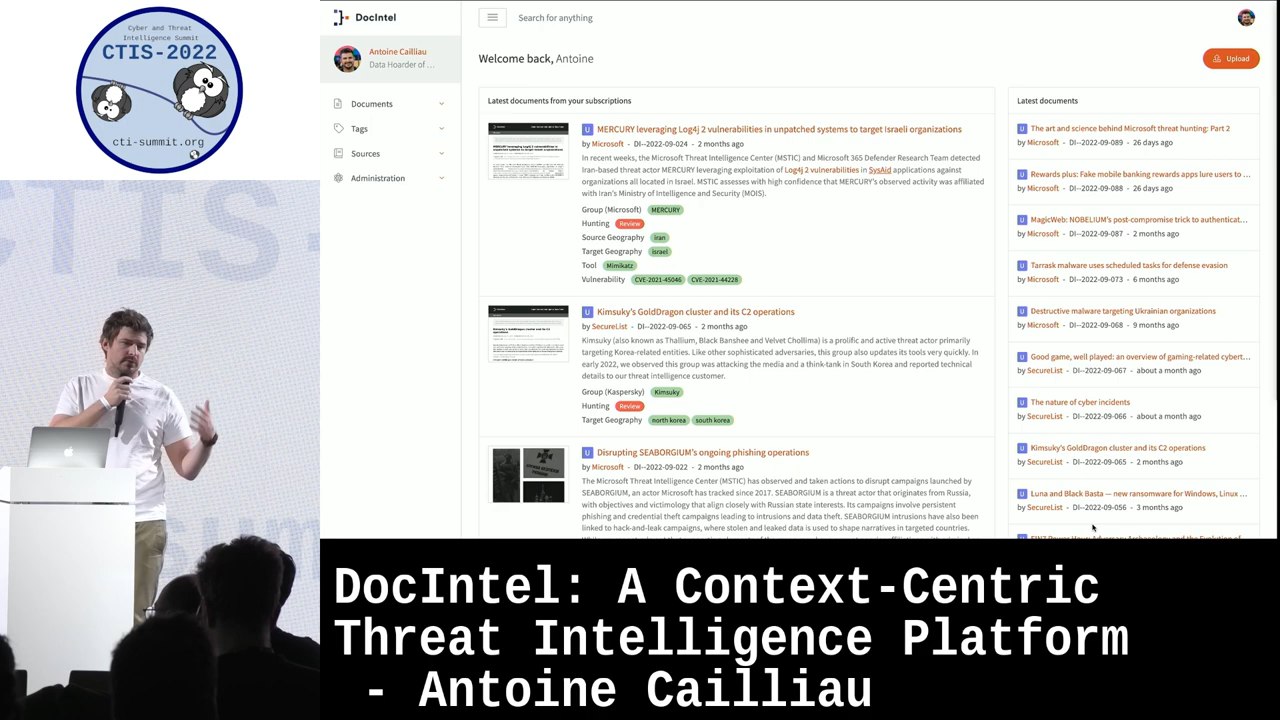 Cyber and Threat
Intelligence Summit
CTIS-2022
cti-summit.org
DocIntel
Search for anything
Antoine Cailliau
Data Hoarder of ...
Documents
Tags
Sources
Administration
Welcome back, Antoine
Upload
Latest documents from your subscriptions
MERCURY leveraging Log4j 2 vulnerabilities in unpatched systems to target Israeli organizations
by Microsoft - DI--2022-09-024 - 2 months ago
In recent weeks, the Microsoft Threat Intelligence Center (MSTIC) and Microsoft 365 Defender Research Team detected
Iran-based threat actor MERCURY leveraging exploitation of Log4j 2 vulnerabilities in SysAid applications against
organizations all located in Israel. MSTIC assesses with high confidence that MERCURY's observed activity was affiliated
with Iran's Ministry of Intelligence and Security (MOIS).
Group (Microsoft) MERCURY
Hunting Review
Source Geography iran
Target Geography israel
Tool Mimikatz
Vulnerability CVE-2021-45046 CVE-2021-44228
U Kimsuky's GoldDragon cluster and its C2 operations
by SecureList - DI--2022-09-065 - 2 months ago
Kimsuky (also known as Thallium, Black Banshee and Velvet Chollima) is a prolific and active threat actor primarily
targeting Korea-related entities. Like other sophisticated adversaries, this group also updates its tools very quickly. In
early 2022, we observed this group was attacking the media and a think-tank in South Korea and reported technical
details to our threat intelligence customer.
Group (Kaspersky) Kimsuky
Hunting Review
Target Geography north korea south korea
U Disrupting SEABORGIUM's ongoing phishing operations
by Microsoft - DI--2022-09-022 - 2 months ago
The Microsoft Threat Intelligence Center (MSTIC) has observed and taken actions to disrupt campaigns launched by
SEABORGIUM, an actor Microsoft has tracked since 2017. SEABORGIUM is a threat actor that originates from Russia,
with objectives and victimology that align closely with Russian state interests. Its campaigns involve persistent
phishing and credential theft campaigns leading to intrusions and data theft. SEABORGIUM intrusions have also been
linked to hack-and-leak campaigns, where stolen and leaked data is used to shape narratives in targeted countries.
Latest documents
U The art and science behind Microsoft threat hunting: Part 2
by Microsoft - DI--2022-09-089 - 26 days ago
U Rewards plus: Fake mobile banking rewards apps lure users to ...
by Microsoft - DI--2022-09-088 - 26 days ago
U MagicWeb: NOBELIUM's post-compromise trick to authenticat...
by Microsoft - DI--2022-09-087 - 2 months ago
U Tarrask malware uses scheduled tasks for defense evasion
by Microsoft - DI--2022-09-073 - 6 months ago
U Destructive malware targeting Ukrainian organizations
by Microsoft - DI--2022-09-068 - 9 months ago
U Good game, well played: an overview of gaming-related cybert...
by SecureList - DI--2022-09-067 - about a month ago
U The nature of cyber incidents
by SecureList - DI--2022-09-066 - about a month ago
U Kimsuky's GoldDragon cluster and its C2 operations
by SecureList - DI--2022-09-065 - 2 months ago
U Luna and Black Basta — new ransomware for Windows, Linux ...
by SecureList - DI--2022-09-056 - 3 months ago
DocIntel: A Context-Centric
Threat Intelligence Platform
- Antoine Cailliau